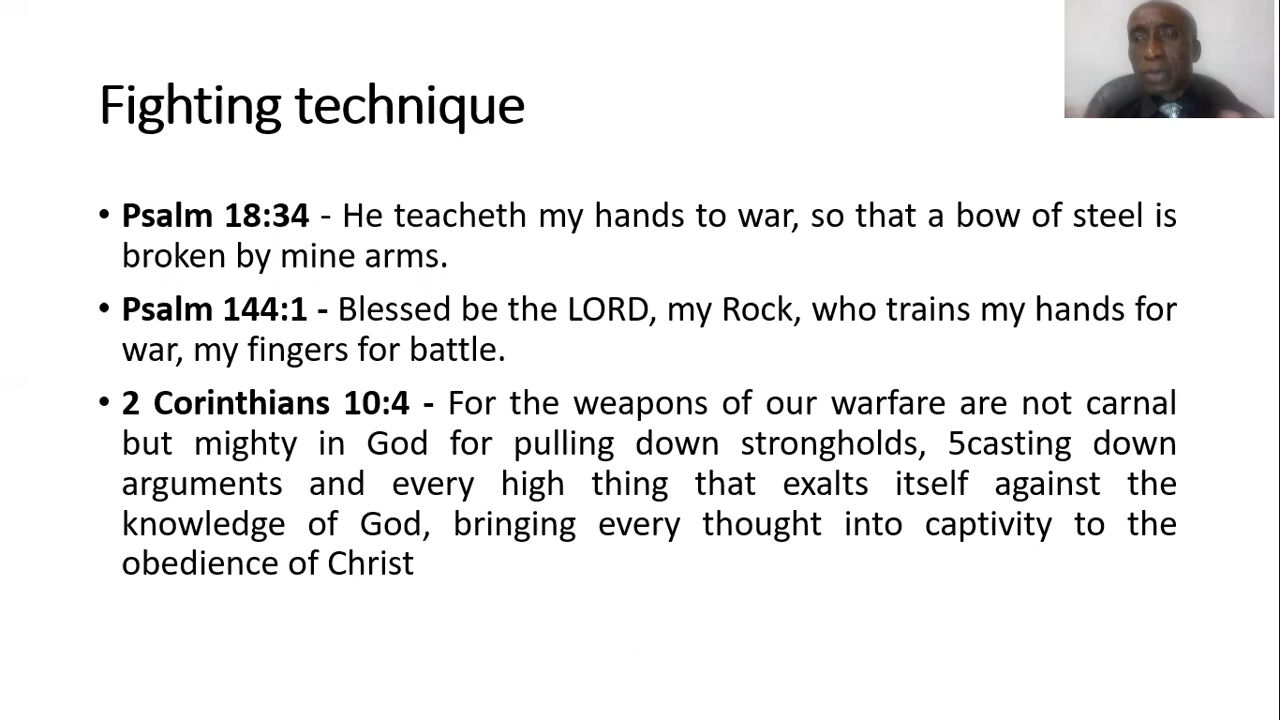 Fighting technique
• Psalm 18:34 - He teacheth my hands to war, so that a bow of steel is
broken by mine arms.
• Psalm 144:1 - Blessed be the LORD, my Rock, who trains my hands for
war, my fingers for battle.
• 2 Corinthians 10:4 - For the weapons of our warfare are not carnal
but mighty in God for pulling down strongholds, 5casting down
arguments and every high thing that exalts itself against the
knowledge of God, bringing every thought into captivity to the
obedience of Christ